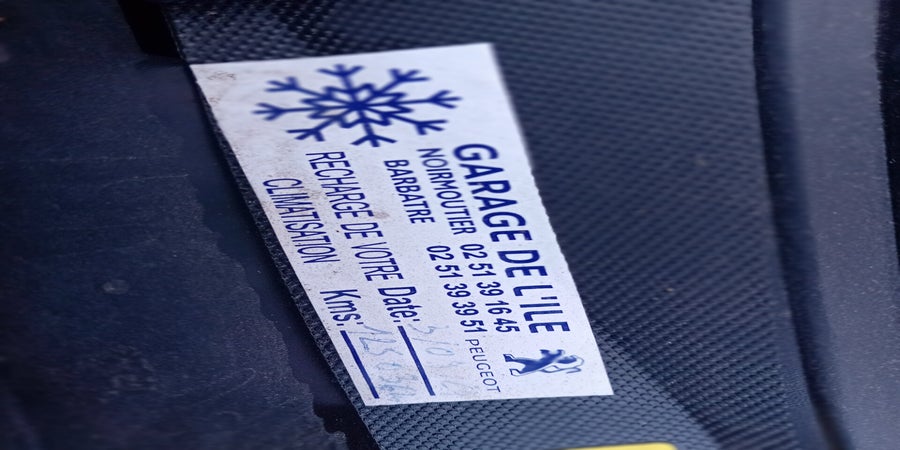 GARAGE DE L'ILE
NOIRMOUTIER 02 51 39 16 45
BARBATRE 02 51 39 39 51 PEUGEOT
RECHARGE DE VOTRE Date:
CLIMATISATION Kms: